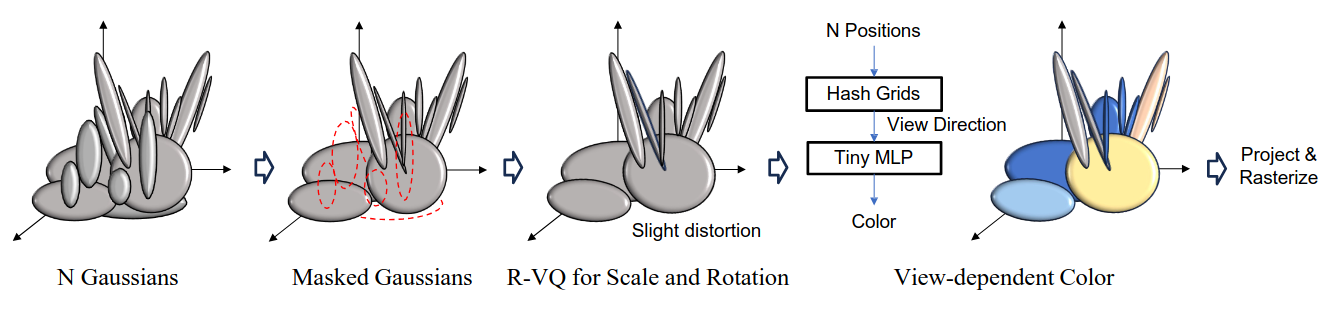 N Positions
Hash Grids
View Direction
Tiny MLP
Color
Slight distortion
Project &
Rasterize
N Gaussians
Masked Gaussians
R-VQ for Scale and Rotation
View-dependent Color